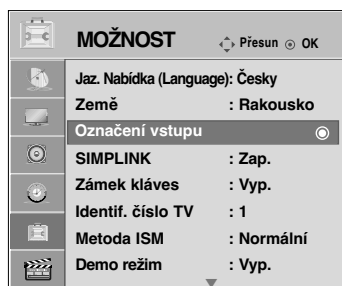 MOŽNOST Přesun OK
Jaz. Nabídka (Language): Česky
Země : Rakousko
Označení vstupu
SIMPLINK : Zap.
Zámek kláves : Vyp.
Identif. číslo TV : 1
Metoda ISM : Normální
Demo režim : Vyp.